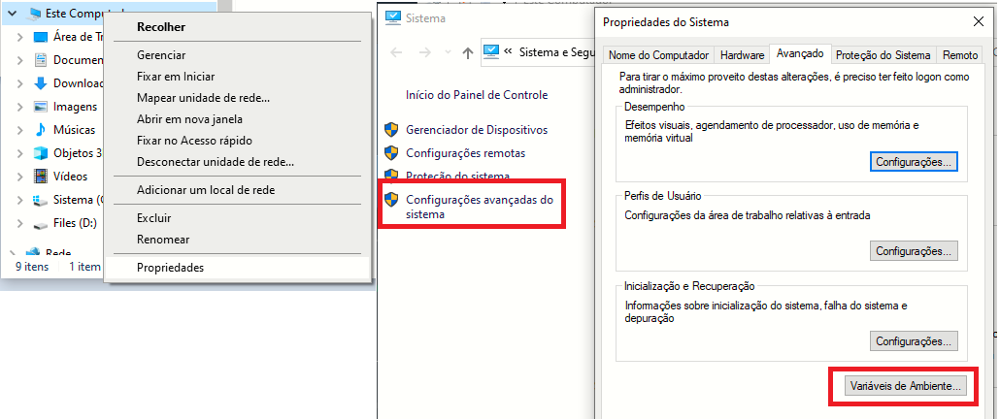 Este Comput
Área de Tr
Documen
Downloa
Imagens
Músicas
Objetos 3
Vídeos
Sistema (
Files (D:)
Rede
9 itens 1 item
Recolher
Gerenciar
Fixar em Iniciar
Mapear unidade de rede...
Abrir em nova janela
Fixar no Acesso rápido
Desconectar unidade de rede...
Adicionar um local de rede
Excluir
Renomear
Propriedades
Sistema
« Sistema e Segu
Início do Painel de Controle
Gerenciador de Dispositivos
Configurações remotas
Proteção do sistema
Configurações avançadas do
sistema
Propriedades do Sistema
Nome do Computador Hardware Avançado Proteção do Sistema Remoto
Para tirar o máximo proveito destas alterações, é preciso ter feito logon como
administrador.
Desempenho
Efeitos visuais, agendamento de processador, uso de memória e
memória virtual
Configurações...
Perfis de Usuário
Configurações da área de trabalho relativas à entrada
Configurações...
Inicialização e Recuperação
Informações sobre inicialização do sistema, falha do sistema e
depuração
Configurações...
Variáveis de Ambiente...